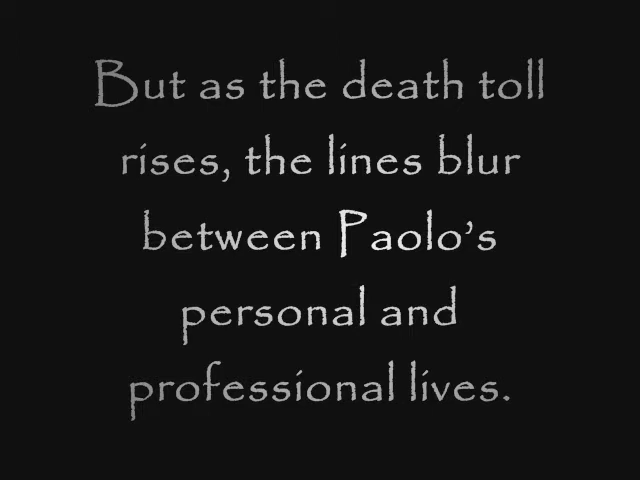 But as the death toll
rises, the lines blur
between Paolo's
personal and
professional lives.